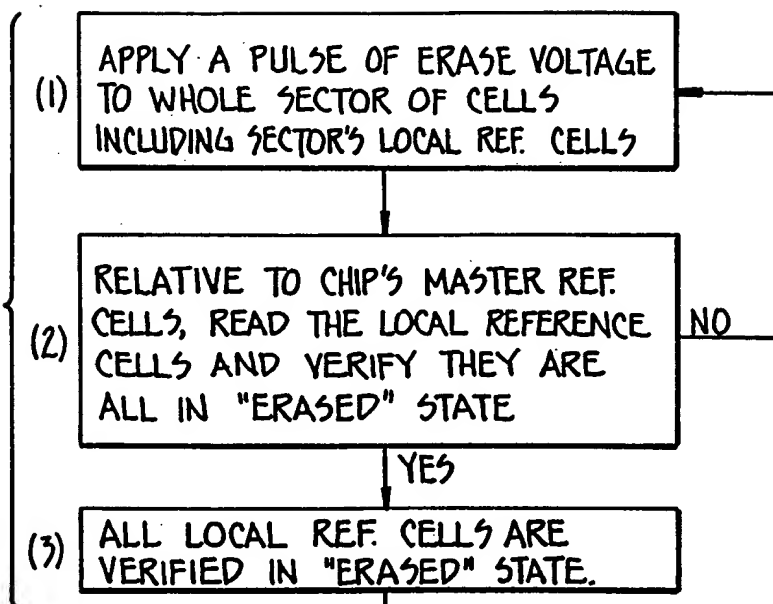 (1)
APPLY A PULSE OF ERASE VOLTAGE
TO WHOLE SECTOR OF CELLS
INCLUDING SECTOR'S LOCAL REF. CELLS
(2)
RELATIVE TO CHIP'S MASTER REF.
CELLS, READ THE LOCAL REFERENCE
CELLS AND VERIFY THEY ARE
ALL IN "ERASED" STATE
NO
YES
(3)
ALL LOCAL REF. CELLS ARE
VERIFIED IN "ERASED" STATE.